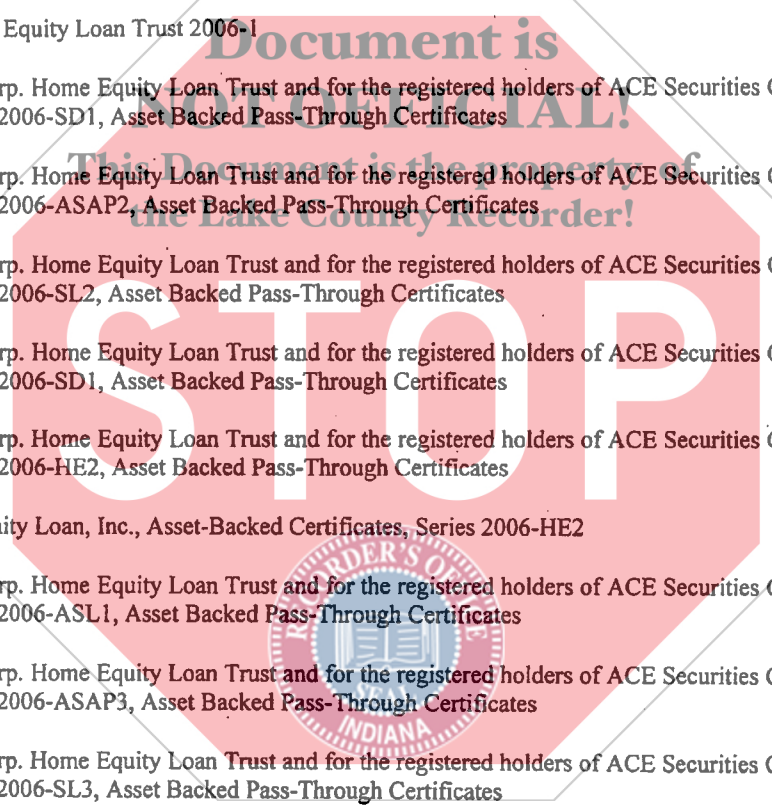 Equity Loan Trust 2006-1
Document is
rp. Home Equity Loan Trust and for the registered holders of ACE Securities C
NOT OFFICIAL!
2006-SD1, Asset Backed Pass-Through Certificates
This Document is the property of
rp. Home Equity Loan Trust and for the registered holders of ACE Securities C
the Lake County Recorder!
2006-ASAP2, Asset Backed Pass-Through Certificates
rp. Home Equity Loan Trust and for the registered holders of ACE Securities C
2006-SL2, Asset Backed Pass-Through Certificates
STOP
rp. Home Equity Loan Trust and for the registered holders of ACE Securities C
2006-SD1, Asset Backed Pass-Through Certificates
rp. Home Equity Loan Trust and for the registered holders of ACE Securities C
2006-HE2, Asset Backed Pass-Through Certificates
ity Loan, Inc., Asset-Backed Certificates, Series 2006-HE2
RECORDER'S OFFICE
rp. Home Equity Loan Trust and for the registered holders of ACE Securities C
2006-ASL1, Asset Backed Pass-Through Certificates
rp. Home Equity Loan Trust and for the registered holders of ACE Securities C
SEAL
2006-ASAP3, Asset Backed Pass-Through Certificates
INDIANA
rp. Home Equity Loan Trust and for the registered holders of ACE Securities C
2006-SL3, Asset Backed Pass-Through Certificates